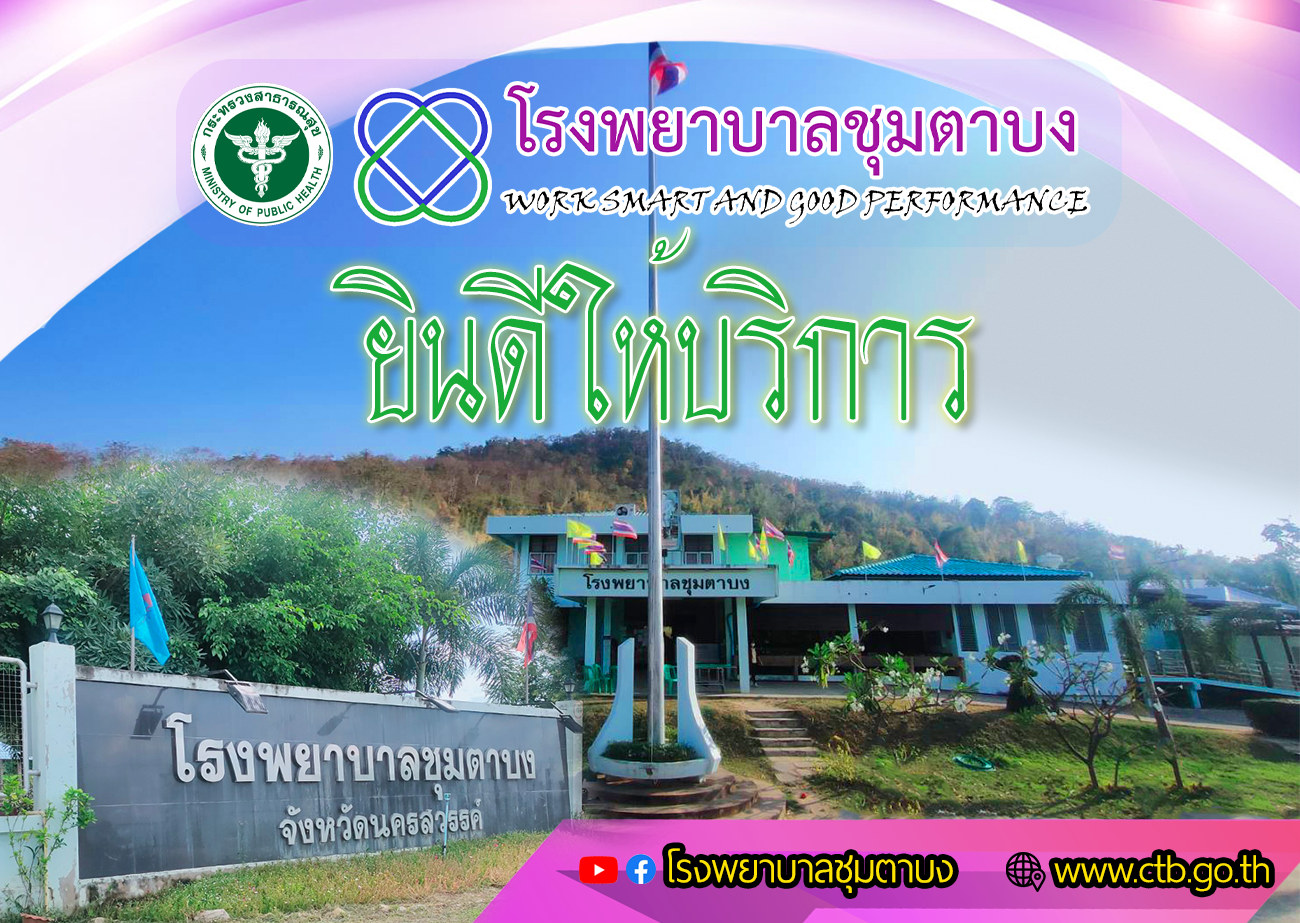 กระทรวงสาธารณสุข
MINISTRY OF PUBLIC HEALTH
โรงพยาบาลชุมตาบง
WORK SMART AND GOOD PERFORMANCE
ยินดีให้บริการ
โรงพยาบาลชุมตาบง
โรงพยาบาลชุมตาบง
จังหวัดนครสวรรค์
โรงพยาบาลชุมตาบง
www.ctb.go.th